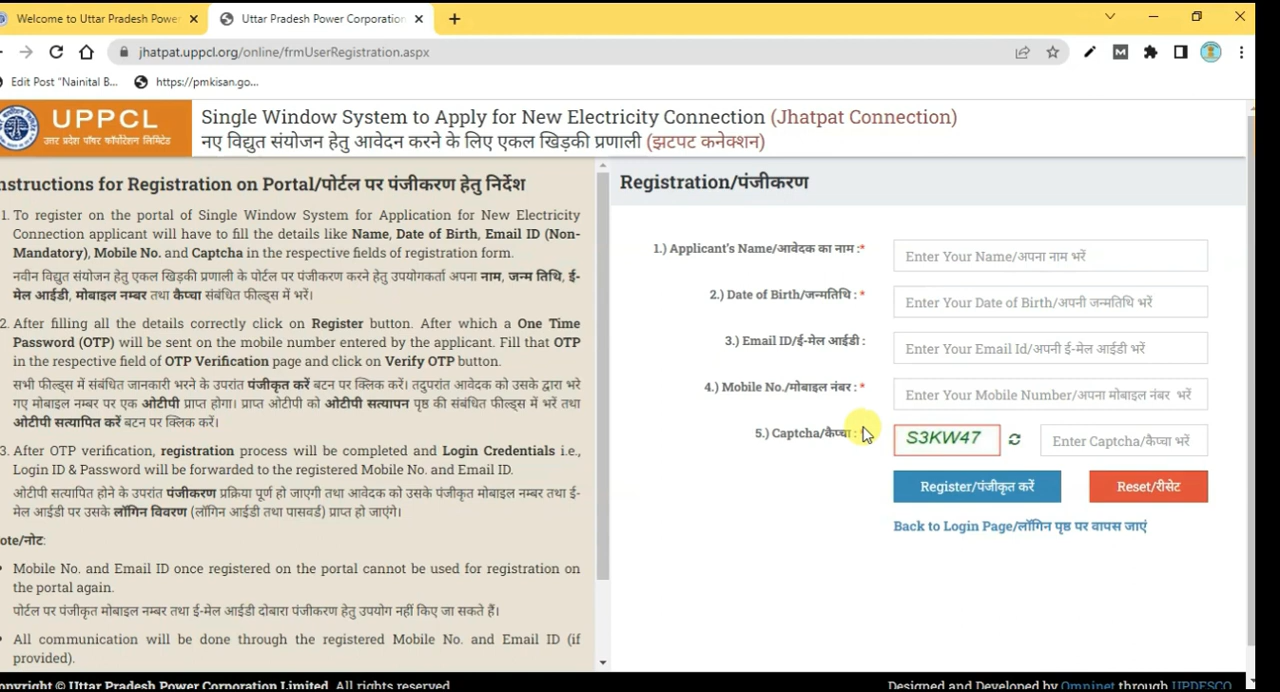 Welcome to Uttar Pradesh Power
Uttar Pradesh Power Corporation
jhatpat.uppcl.org/online/frmUserRegistration.aspx
Edit Post "Nainital B...
https://pmkisan.go...
UPPCL
उत्तर प्रदेश पॉवर कॉर्पोरेशन लिमिटेड
Single Window System to Apply for New Electricity Connection (Jhatpat Connection)
नए विद्युत संयोजन हेतु आवेदन करने के लिए एकल खिड़की प्रणाली (झटपट कनेक्शन)
nstructions for Registration on Portal/पोर्टल पर पंजीकरण हेतु निर्देश
1. To register on the portal of Single Window System for Application for New Electricity
Connection applicant will have to fill the details like Name, Date of Birth, Email ID (Non-
Mandatory), Mobile No. and Captcha in the respective fields of registration form.
नवीन विद्युत संयोजन हेतु एकल खिड़की प्रणाली के पोर्टल पर पंजीकरण करने हेतु उपयोगकर्ता अपना नाम, जन्म तिथि, ई-
मेल आईडी, मोबाइल नम्बर तथा कैप्चा संबंधित फील्ड्स में भरें।
2. After filling all the details correctly click on Register button. After which a One Time
Password (OTP) will be sent on the mobile number entered by the applicant. Fill that OTP
in the respective field of OTP Verification page and click on Verify OTP button.
सभी फील्ड्स में संबंधित जानकारी भरने के उपरांत पंजीकृत करें बटन पर क्लिक करें। तदुपरांत आवेदक को उसके द्वारा भरे
गए मोबाइल नम्बर पर एक ओटीपी प्राप्त होगा। प्राप्त ओटीपी को ओटीपी सत्यापन पृष्ठ की संबंधित फील्ड्स में भरें तथा
ओटीपी सत्यापित करें बटन पर क्लिक करें।
3. After OTP verification, registration process will be completed and Login Credentials i.e.,
Login ID & Password will be forwarded to the registered Mobile No. and Email ID.
ओटीपी सत्यापित होने के उपरांत पंजीकरण प्रक्रिया पूर्ण हो जाएगी तथा आवेदक को उसके पंजीकृत मोबाइल नम्बर तथा ई-
मेल आईडी पर उसके लॉगिन विवरण (लॉगिन आईडी तथा पासवर्ड) प्राप्त हो जाएंगे।
ote/नोट:
Mobile No. and Email ID once registered on the portal cannot be used for registration on
the portal again.
पोर्टल पर पंजीकृत मोबाइल नम्बर तथा ई-मेल आईडी दोबारा पंजीकरण हेतु उपयोग नहीं किए जा सकते हैं।
All communication will be done through the registered Mobile No. and Email ID (if
provided).
Registration/पंजीकरण
1.) Applicant's Name/आवेदक का नाम :*
Enter Your Name/अपना नाम भरें
2.) Date of Birth/जन्मतिथि : *
Enter Your Date of Birth/अपनी जन्मतिथि भरें
3.) Email ID/ई-मेल आईडी :
Enter Your Email Id/अपनी ई-मेल आईडी भरें
4.) Mobile No./मोबाइल नंबर : *
Enter Your Mobile Number/अपना मोबाइल नंबर भरें
5.) Captcha/कैप्चा :
S3KW47
Enter Captcha/कैप्चा भरें
Register/पंजीकृत करें
Reset/रीसेट
Back to Login Page/लॉगिन पृष्ठ पर वापस जाएं
opyright © Uttar Pradesh Power Corporation Limited. All rights reserved
Designed and Developed by Omninet through UPDESCO